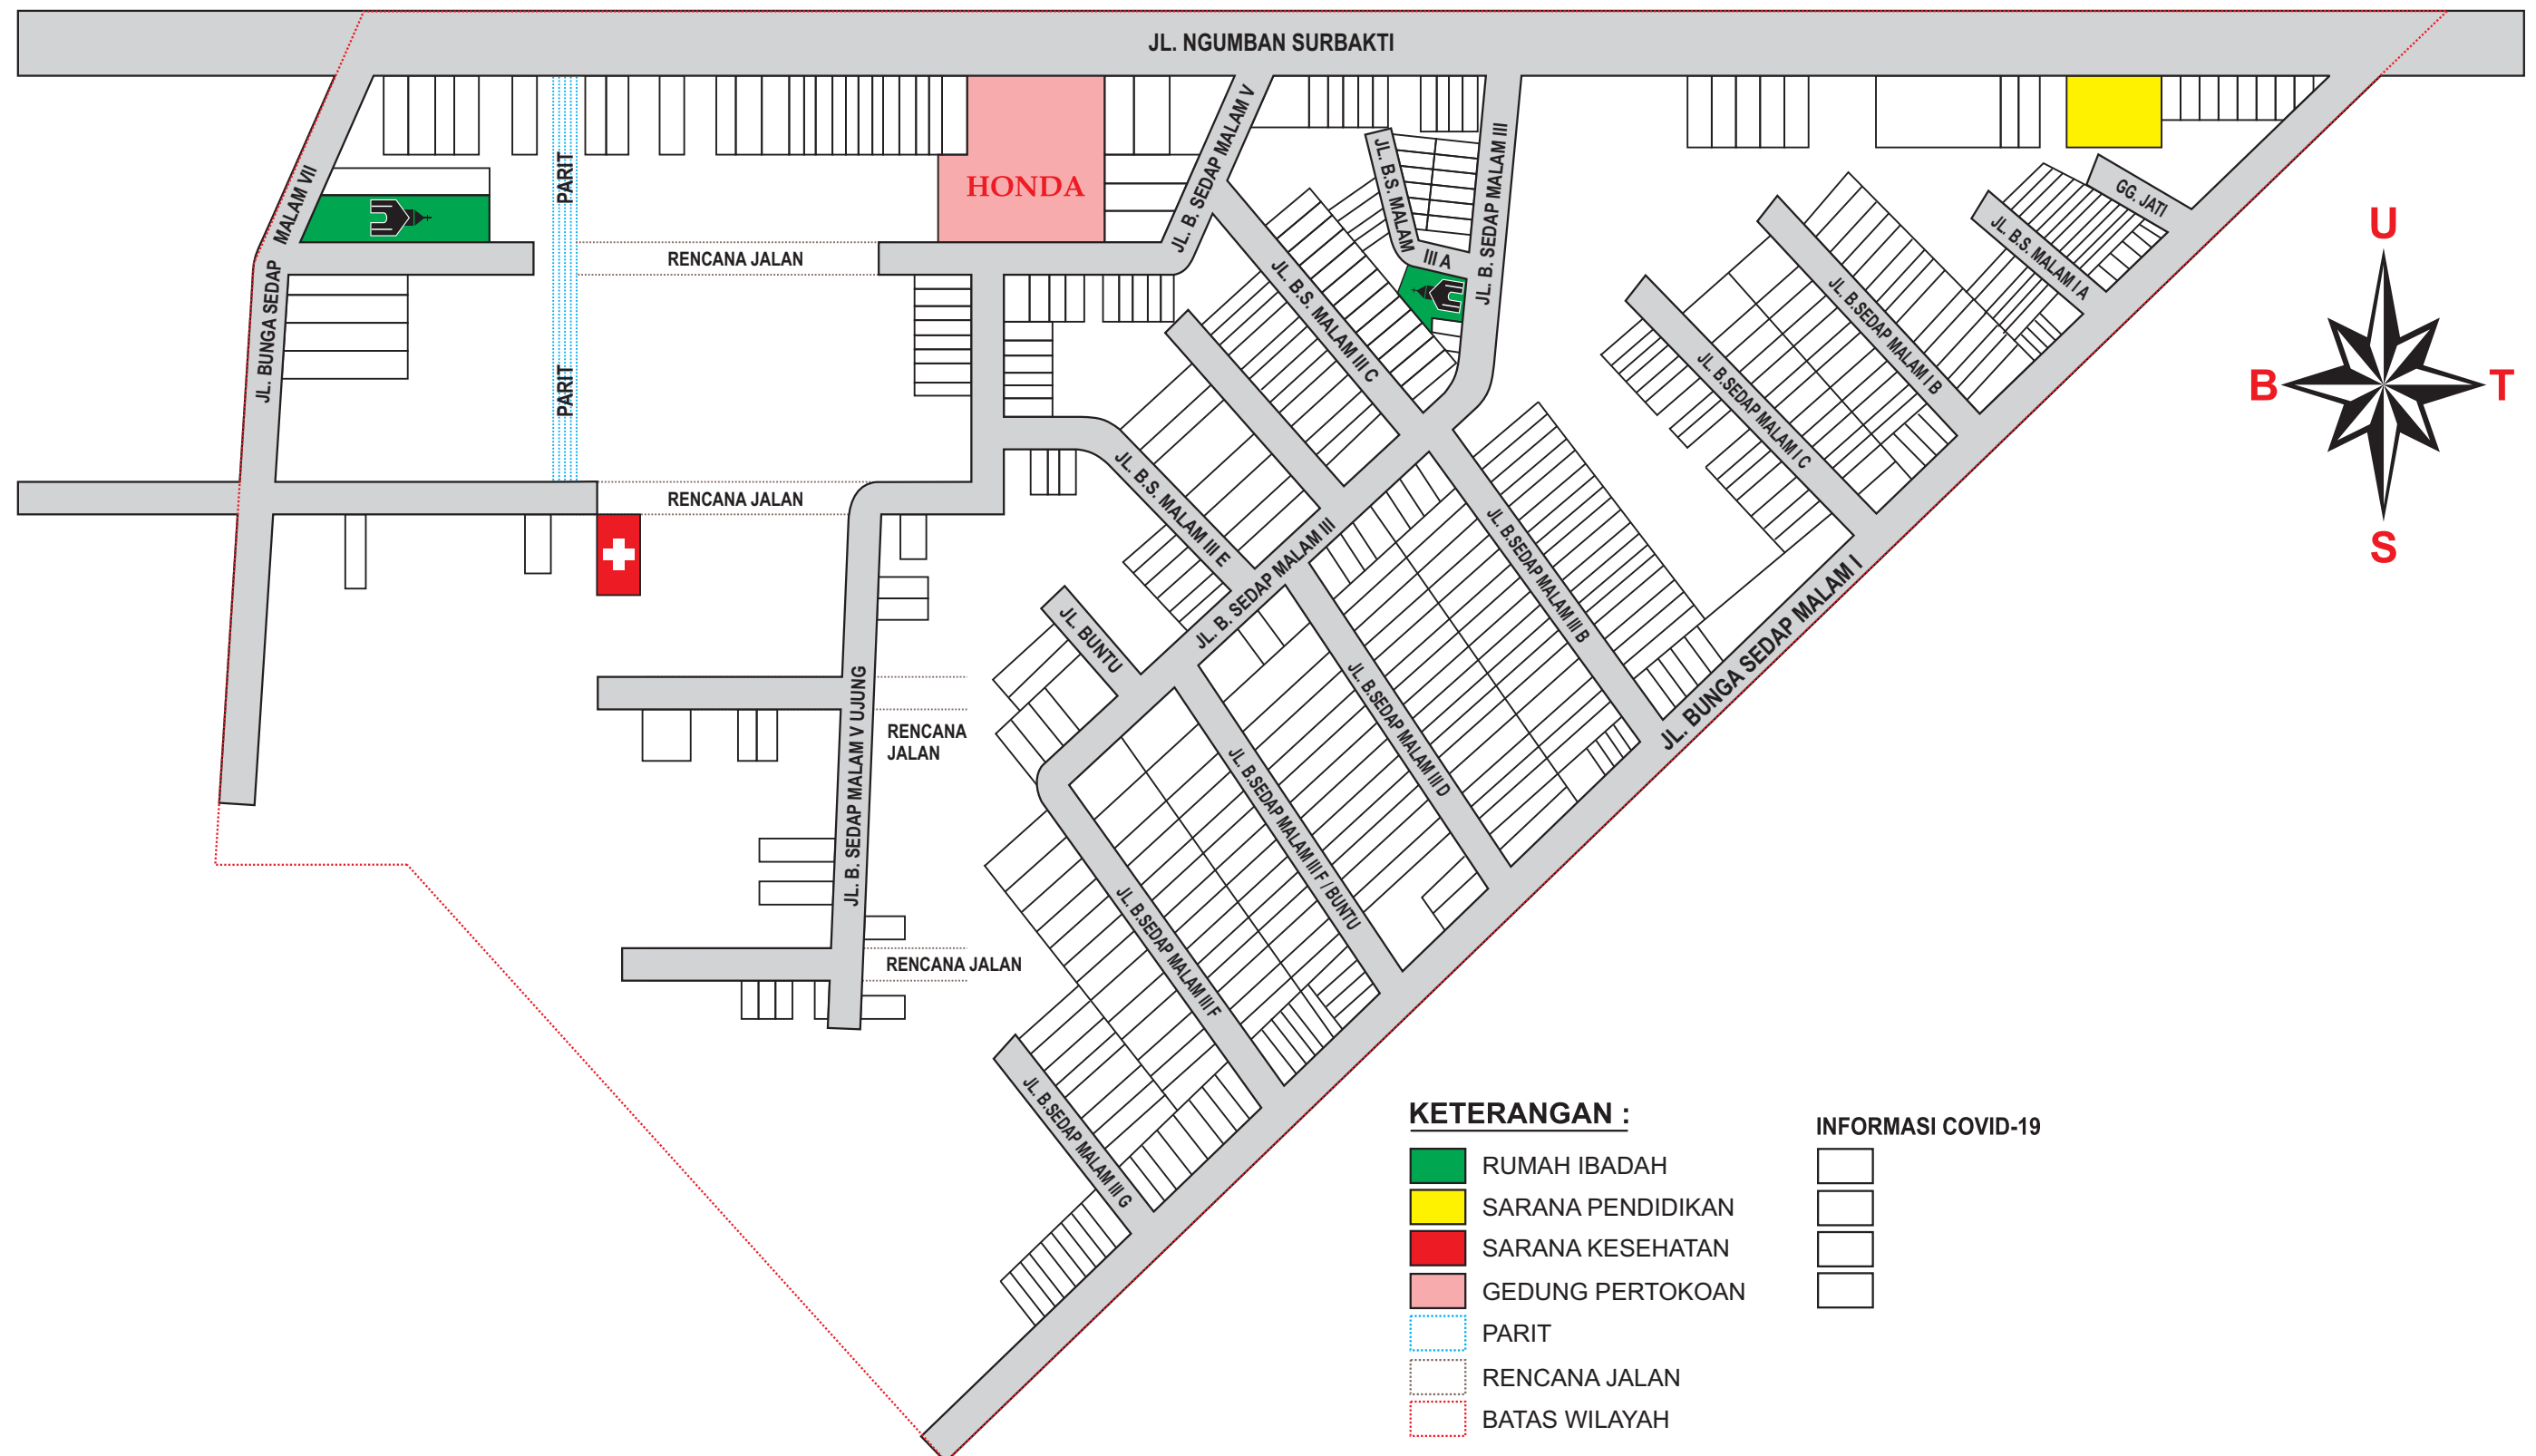 JL. NGUMBAN SURBAKTI
JL. BUNGA SEDAP
MALAM VII
PARIT
PARIT
HONDA
JL. B. SEDAP MALAM V
JL. B.S. MALAM
III A
JL. B. SEDAP MALAM III
GG. JATI
JL. B.S. MALAM I A
JL. B.SEDAP MALAM I B
JL. B.SEDAP MALAM I C
RENCANA JALAN
JL. B.S. MALAM III C
RENCANA JALAN
JL. B.S. MALAM III E
JL. B. SEDAP MALAM III
JL. B.SEDAP MALAM III B
JL. BUNTU
JL. BUNGA SEDAP MALAM I
JL. B.SEDAP MALAM III D
JL. B. SEDAP MALAM V UJUNG
RENCANA
JALAN
JL. B.SEDAP MALAM III F / BUNTU
JL. B.SEDAP MALAM III F
RENCANA JALAN
JL. B.SEDAP MALAM III G
U
B
T
S
KETERANGAN :
RUMAH IBADAH
SARANA PENDIDIKAN
SARANA KESEHATAN
GEDUNG PERTOKOAN
PARIT
RENCANA JALAN
BATAS WILAYAH
INFORMASI COVID-19